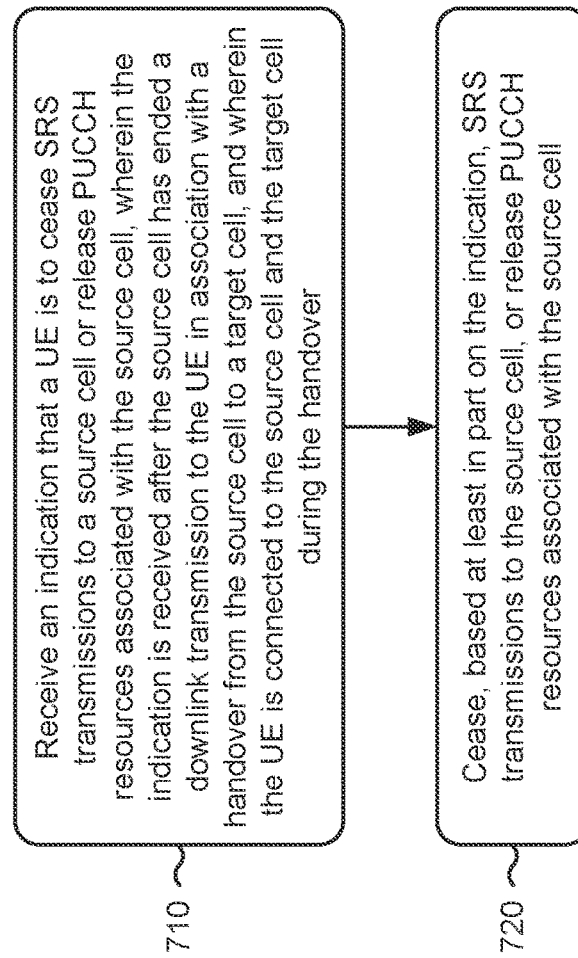 Receive an indication that a UE is to cease SRS
transmissions to a source cell or release PUCCH
resources associated with the source cell, wherein the
indication is received after the source cell has ended a
downlink transmission to the UE in association with a
handover from the source cell to a target cell, and wherein
the UE is connected to the source cell and the target cell
during the handover
710
Cease, based at least in part on the indication, SRS
transmissions to the source cell, or release PUCCH
resources associated with the source cell
720